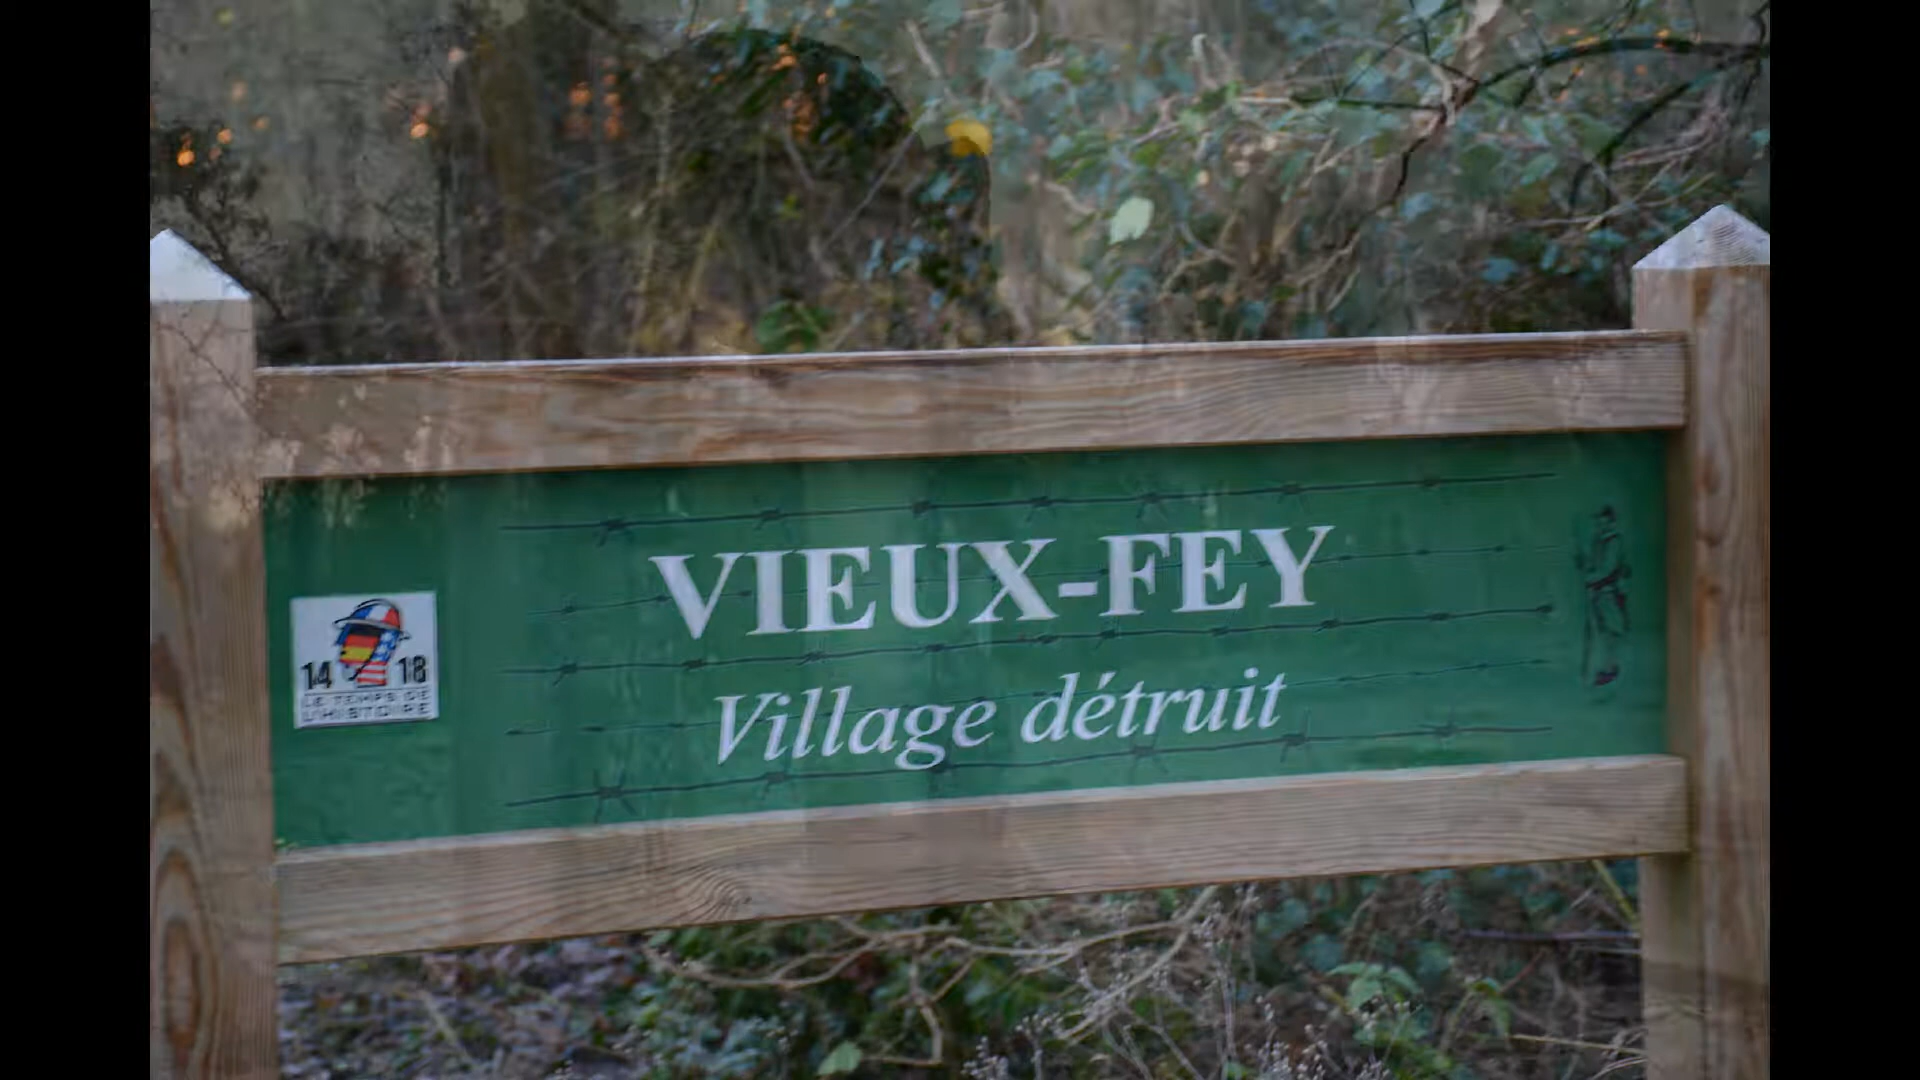 VIEUX-FEY
Village détruit
14 18
LE TEMPS DE
L'HISTOIRE